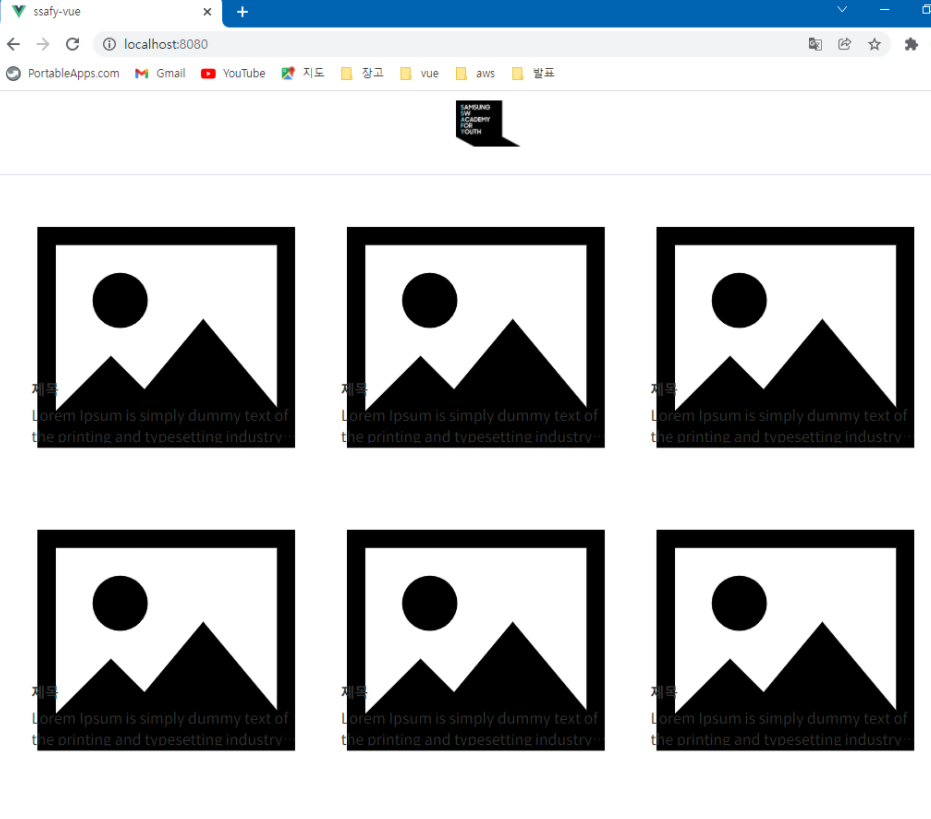 ssafy-vue
localhost:8080
PortableApps.com Gmail YouTube 지도 장고 vue aws 발표
SAMSUNG
SW
ACADEMY
FOR
YOUTH
제목 제목 제목
Lorem Ipsum is simply dummy text of Lorem Ipsum is simply dummy text of Lorem Ipsum is simply dummy text of
the printing and typesetting industry… the printing and typesetting industry… the printing and typesetting industry…
제목 제목 제목
Lorem Ipsum is simply dummy text of Lorem Ipsum is simply dummy text of Lorem Ipsum is simply dummy text of
the printing and typesetting industry… the printing and typesetting industry… the printing and typesetting industry…